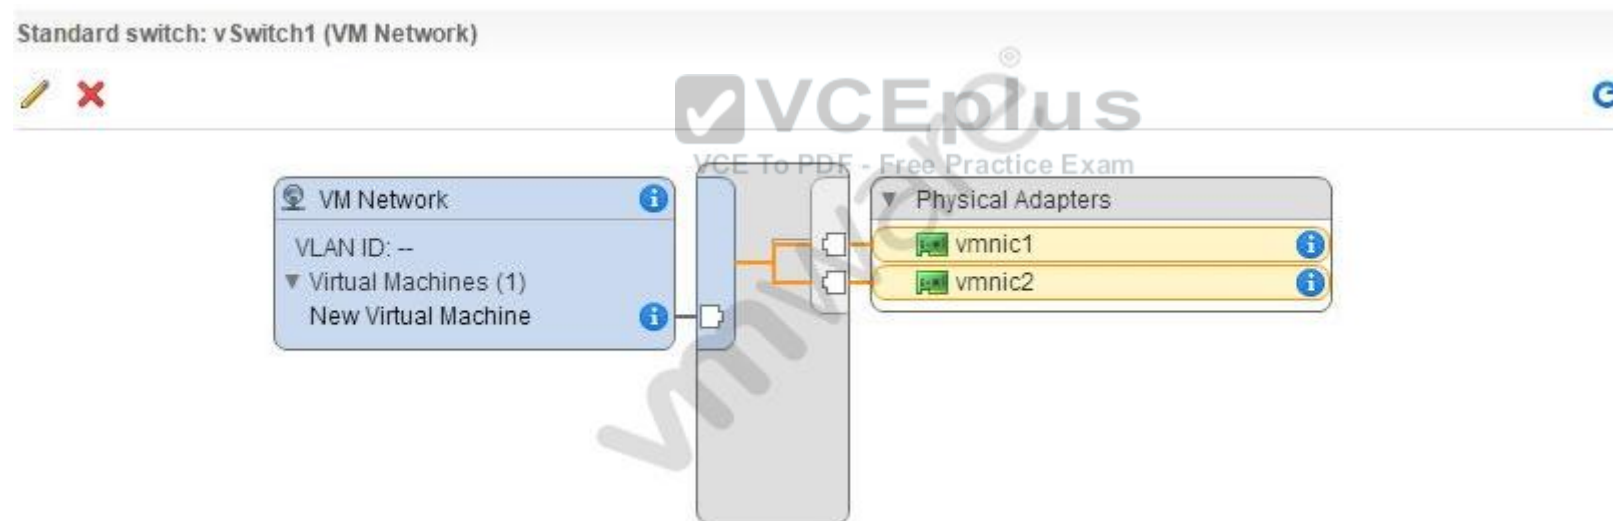 Standard switch: vSwitch1 (VM Network)
VCEplus
VCE To PDF - Free Practice Exam
VM Network
VLAN ID: --
Virtual Machines (1)
New Virtual Machine
Physical Adapters
vmnic1
vmnic2
vmware®